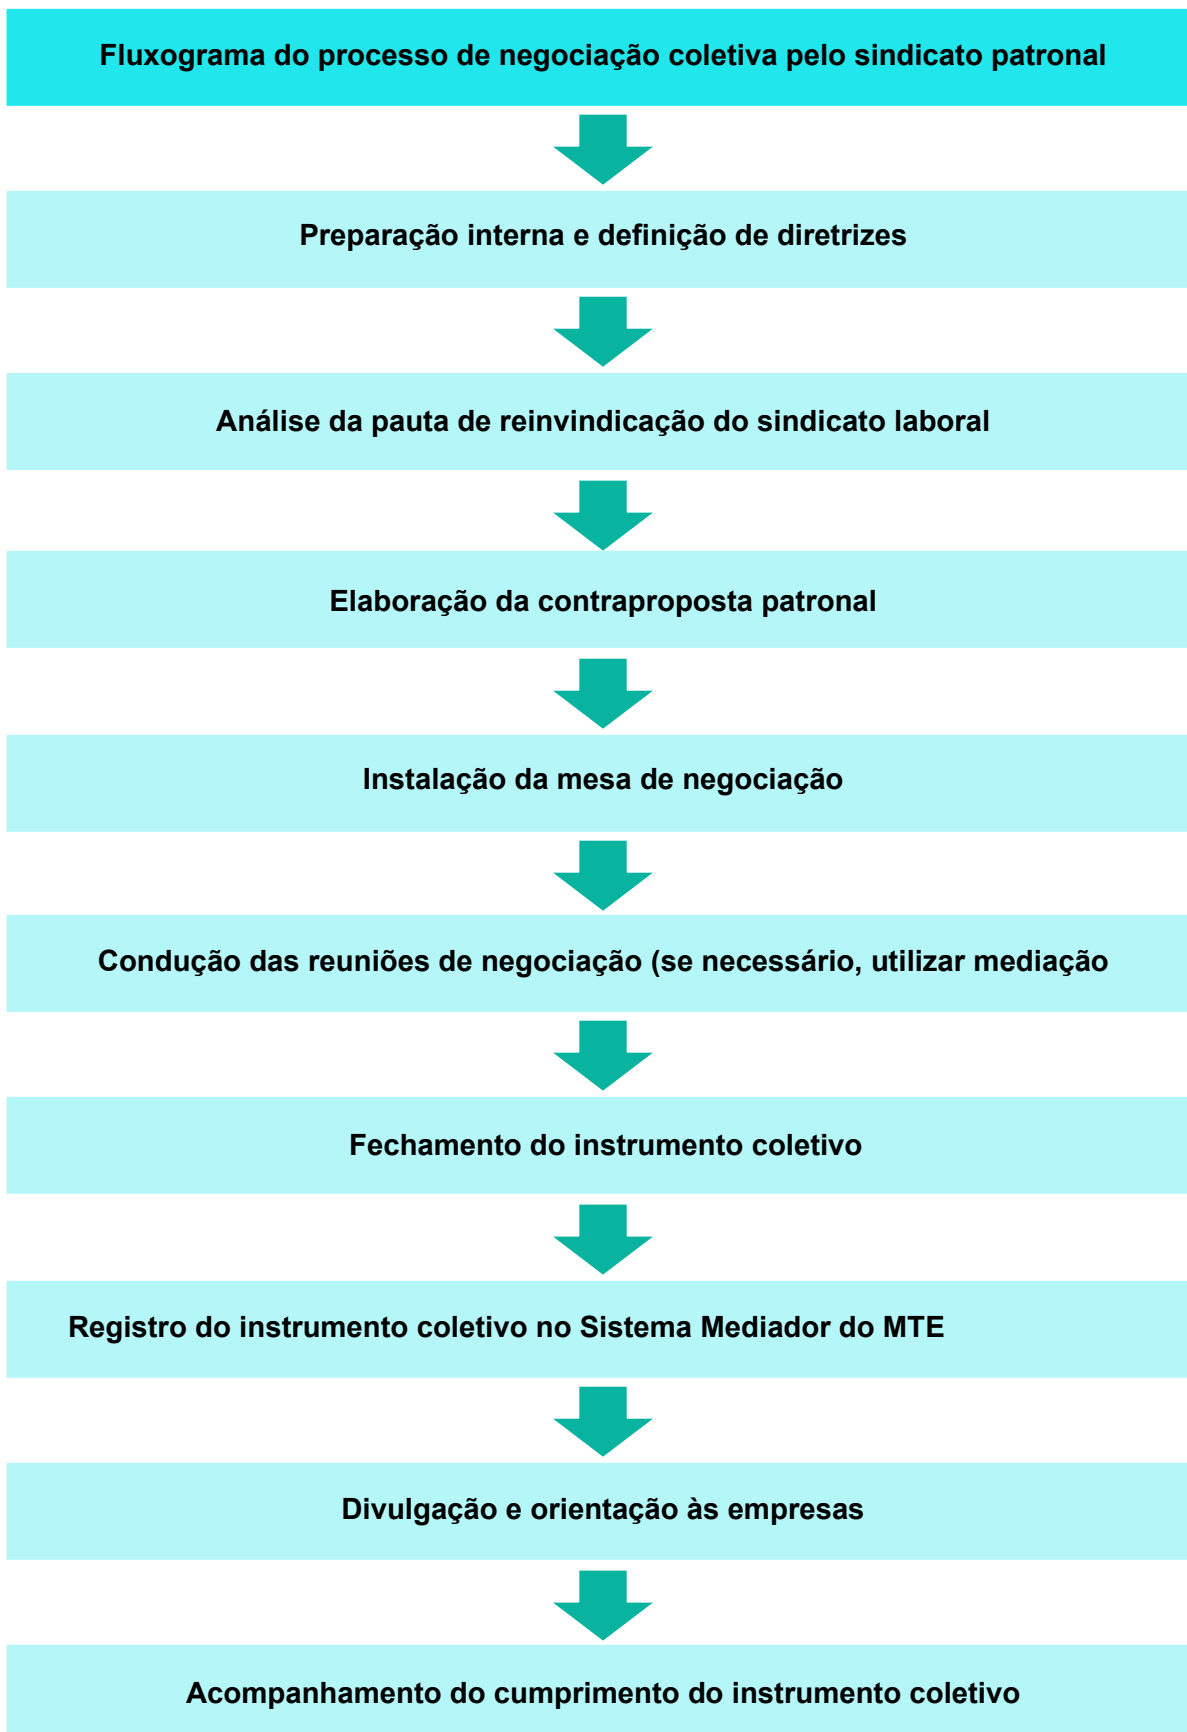 Fluxograma do processo de negociação coletiva pelo sindicato patronal
Preparação interna e definição de diretrizes
Análise da pauta de reinvindicação do sindicato laboral
Elaboração da contraproposta patronal
Instalação da mesa de negociação
Condução das reuniões de negociação (se necessário, utilizar mediação
Fechamento do instrumento coletivo
Registro do instrumento coletivo no Sistema Mediador do MTE
Divulgação e orientação às empresas
Acompanhamento do cumprimento do instrumento coletivo